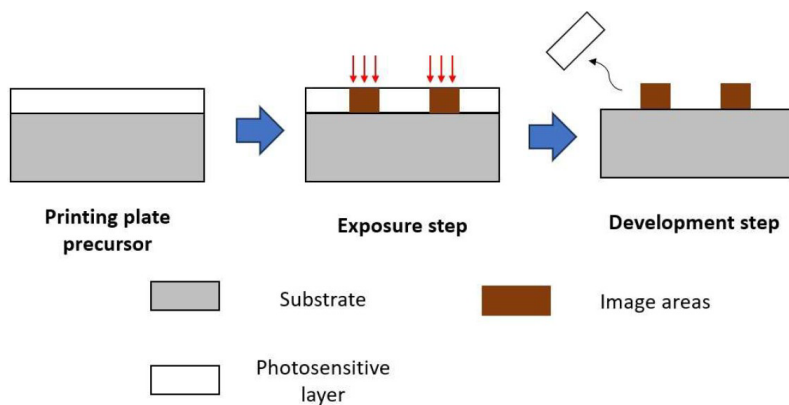 Printing plate
precursor
Exposure step
Development step
Substrate
Image areas
Photosensitive
layer